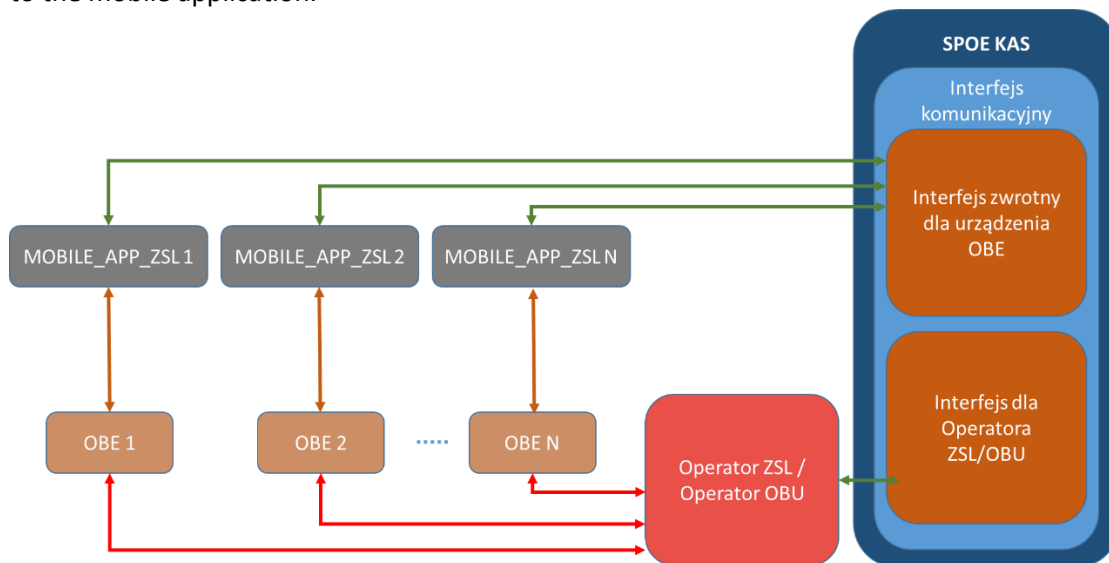 to the mobile application.
SPOE KAS
Interfejs
komunikacyjny
Interfejs zwrotny
dla urządzenia
OBE
MOBILE_APP_ZSL 1
MOBILE_APP_ZSL 2
MOBILE_APP_ZSL N
OBE 1
OBE 2
.....
OBE N
Operator ZSL /
Operator OBU
Interfejs dla
Operatora
ZSL/OBU